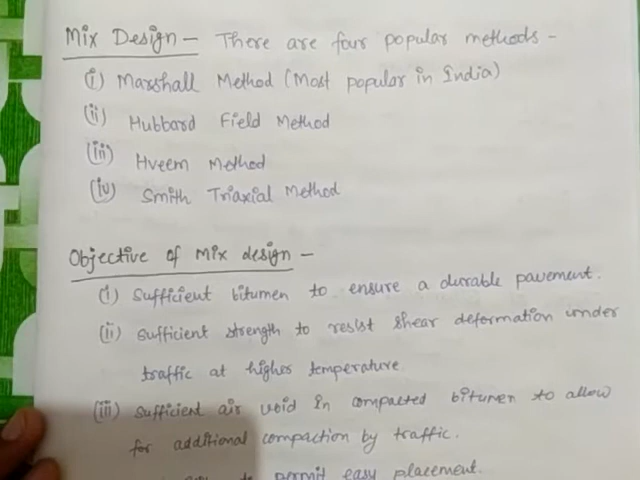 Mix Design - There are four popular methods -
(i) Marshall Method (Most popular in India)
(ii) Hubbard Field Method
(iii) Hveem Method
(iv) Smith Triaxial Method
Objective of Mix design -
(i) Sufficient bitumen to ensure a durable pavement.
(ii) Sufficient strength to resist shear deformation under
traffic at higher temperature.
(iii) Sufficient air void in compacted bitumen to allow
for additional compaction by traffic.
to permit easy placement.